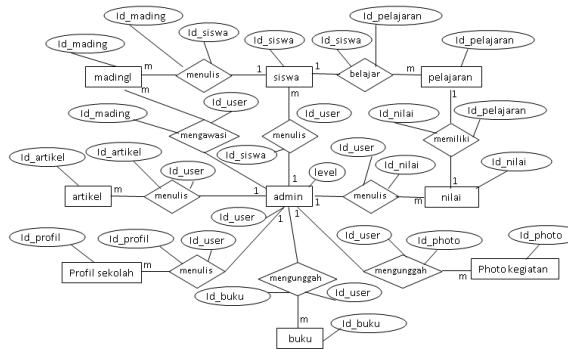 Id_mading
Id_pelajaran
Id_mading
Id_siswa
Id_siswa
Id_siswa
Id_pelajaran
madingl
m
menulis
1
siswa
1
belajar
m
pelajaran
m
m
1
Id_mading
Id_user
Id_user
Id_nilai
Id_pelajaran
mengawasi
menulis
memiliki
Id_artikel
Id_artikel
Id_siswa
Id_user
Id_user
Id_nilai
Id_nilai
level
1
1
1
artikel
m
menulis
1
admin
1
menulis
m
nilai
Id_user
1
1
1
Id_profil
Id_profil
Id_user
Id_user
Id_photo
Id_photo
Profil sekolah
m
menulis
mengunggah
mengunggah
m
Photo kegiatan
Id_buku
Id_user
m
Id_buku
buku